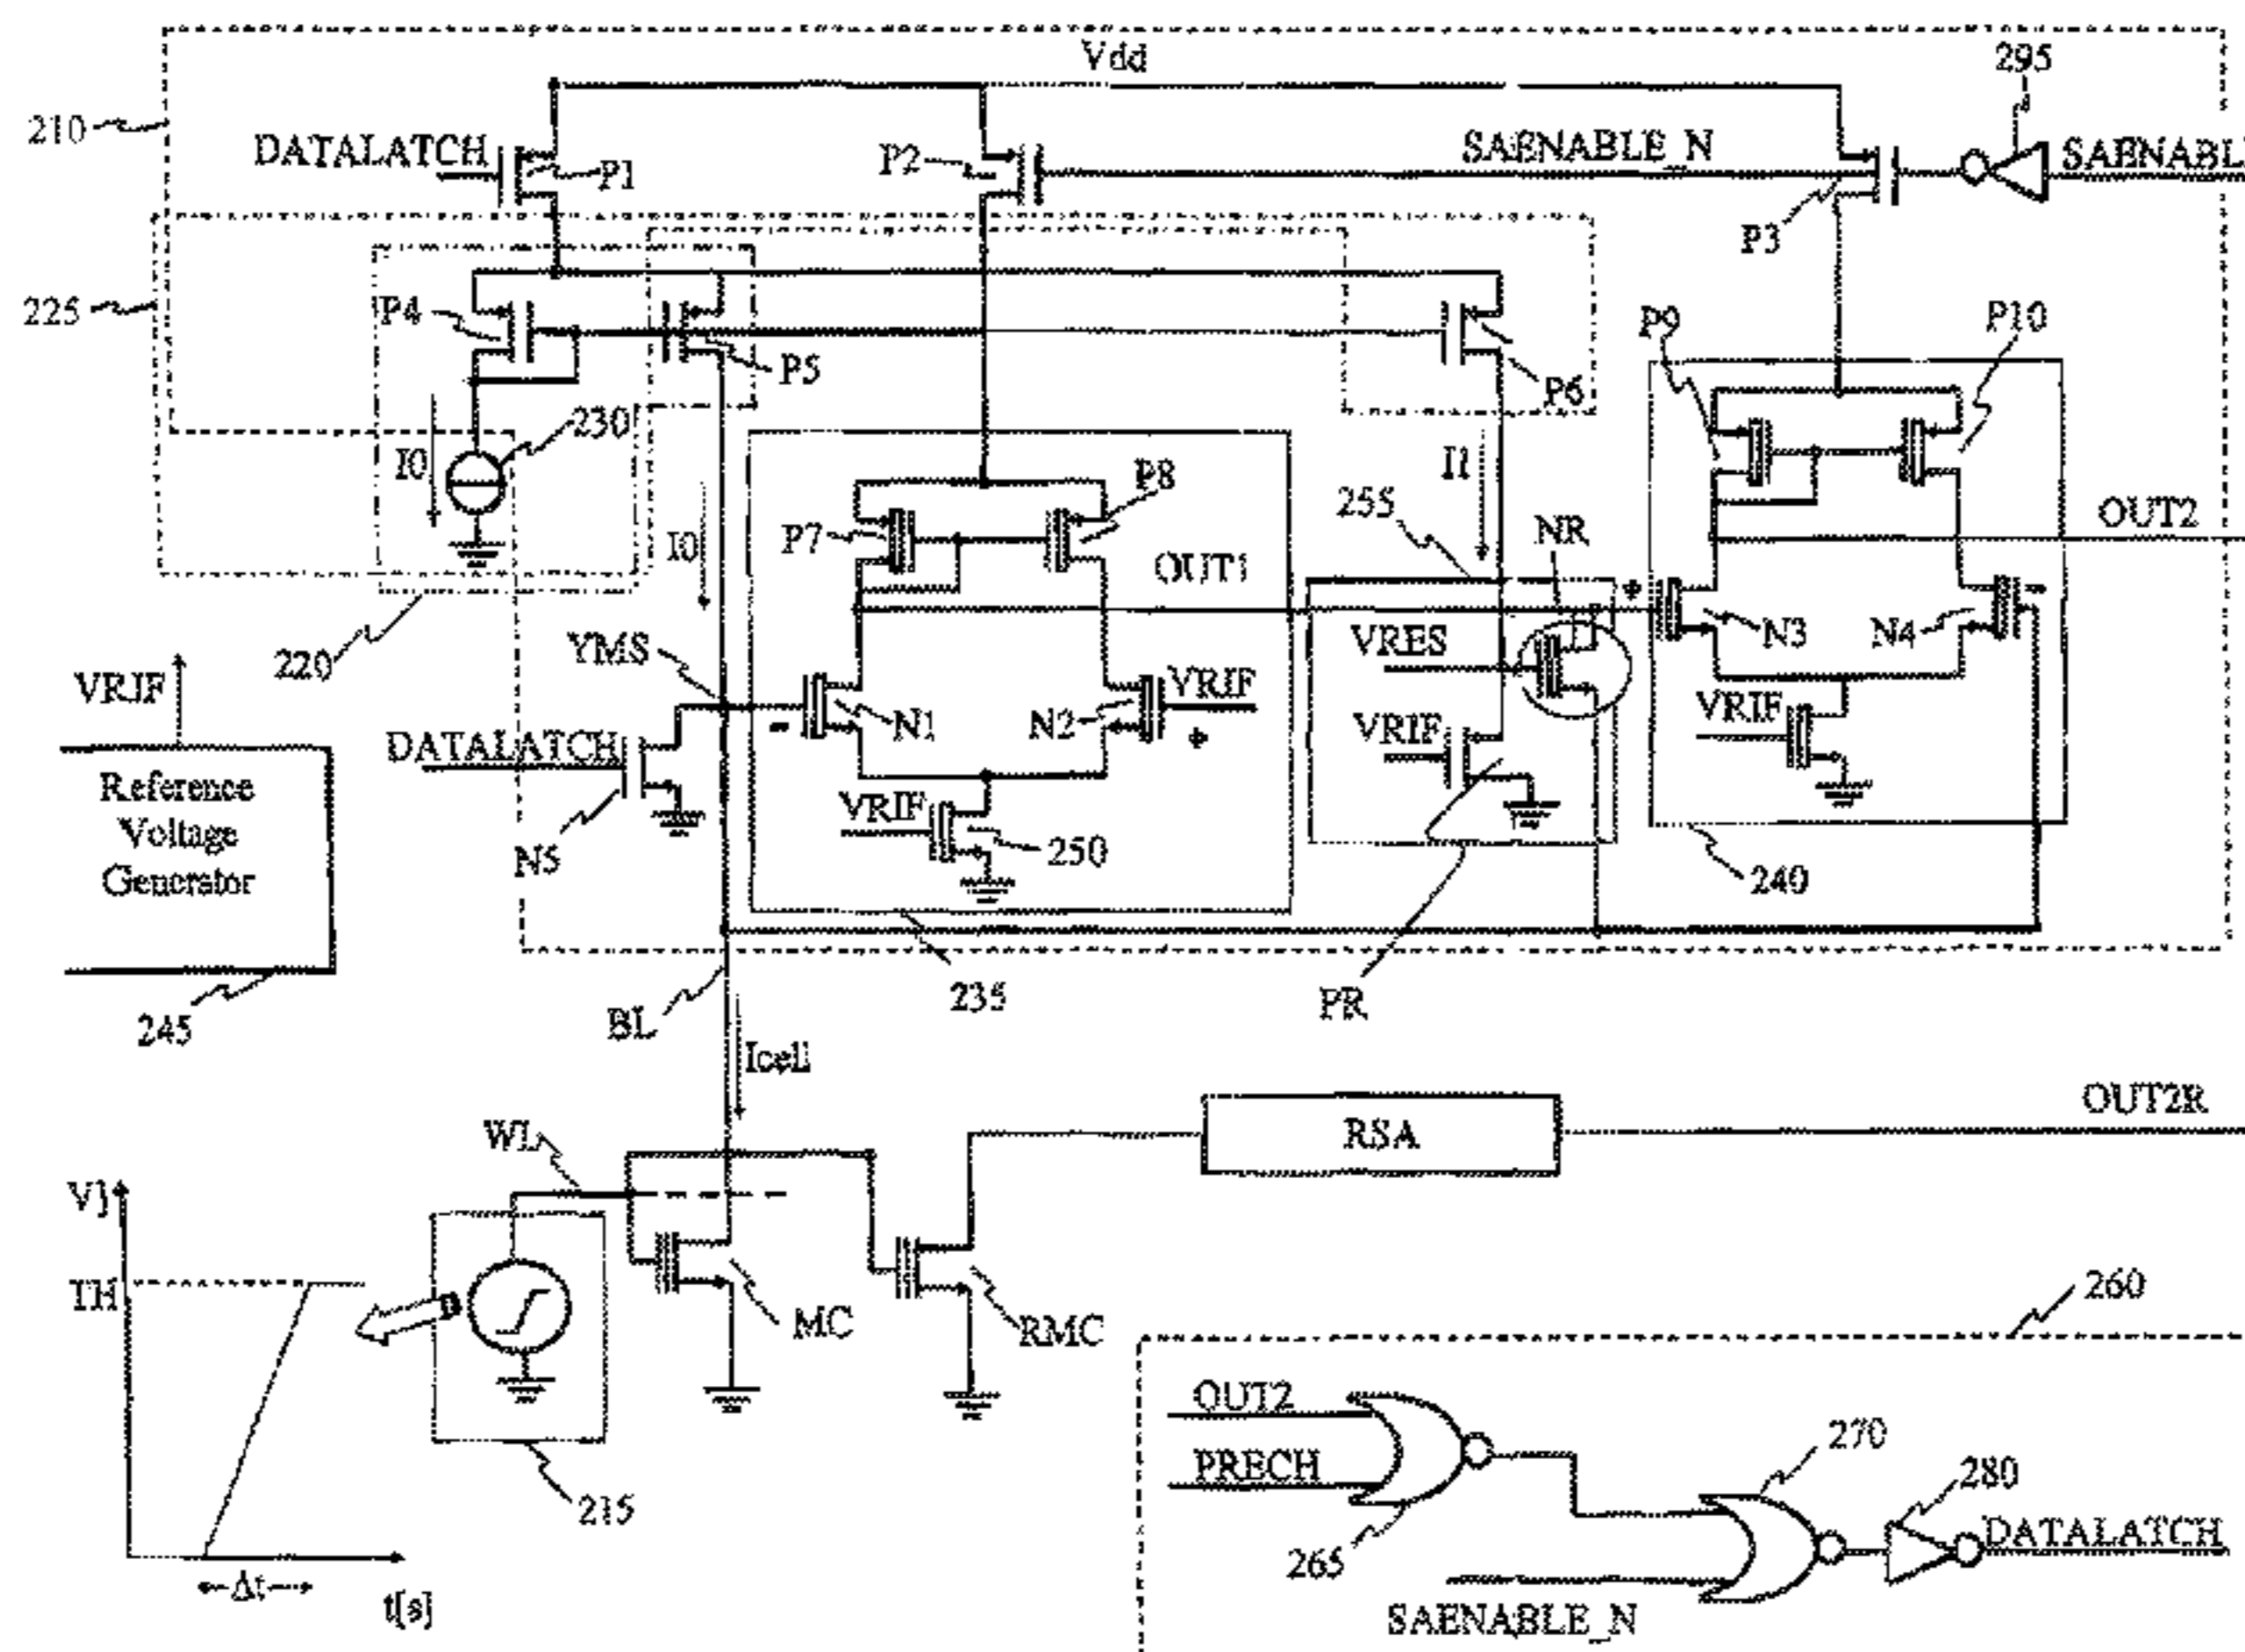 Vdd
295
210
DATALATCH
P1
P2
SAENABLE_N
SAENABL
P3
225
P4
P5
P6
P9
P10
I0
230
I0
P7
P8
I1
255
NR
OUT1
OUT2
+
-
220
YMS
VRES
N3
N4
VRIF
N1
N2
VRIF
-
+
VRIF
VRIF
DATALATCH
Reference
Voltage
Generator
VRIF
250
N5
240
245
BL
235
PR
Icell
WL
RSA
OUT2R
Vj
TH
MC
RMC
260
OUT2
PRECH
270
280
DATALATCH
215
265
Δt
t[s]
SAENABLE_N